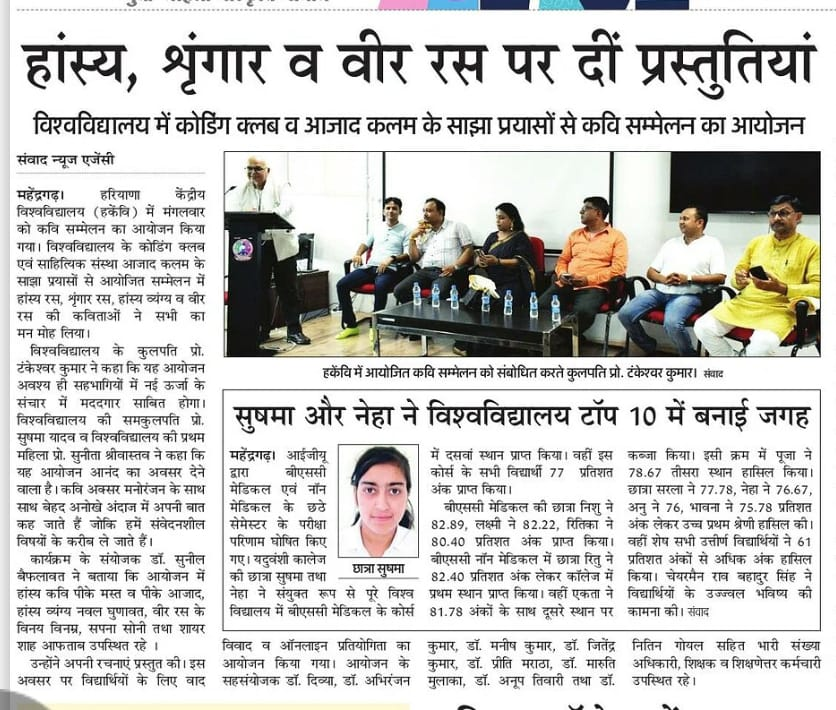 हांस्य, श्रृंगार व वीर रस पर दीं प्रस्तुतियां
विश्वविद्यालय में कोडिंग क्लब व आजाद कलम के साझा प्रयासों से कवि सम्मेलन का आयोजन
संवाद न्यूज एजेंसी
महेंद्रगढ़। हरियाणा केंद्रीय
विश्वविद्यालय (हकेंवि) में मंगलवार
को कवि सम्मेलन का आयोजन किया
गया। विश्वविद्यालय के कोडिंग क्लब
एवं साहित्यिक संस्था आजाद कलम के
साझा प्रयासों से आयोजित सम्मेलन में
हांस्य रस, श्रृंगार रस, हांस्य व्यंग्य व वीर
रस की कविताओं ने सभी का
मन मोह लिया।
विश्वविद्यालय के कुलपति प्रो.
टंकेश्वर कुमार ने कहा कि यह आयोजन
अवश्य ही सहभागियों में नई ऊर्जा के
संचार में मददगार साबित होगा।
विश्वविद्यालय की समकुलपति प्रो.
सुषमा यादव व विश्वविद्यालय की प्रथम
महिला प्रो. सुनीता श्रीवास्तव ने कहा कि
यह आयोजन आनंद का अवसर देने
वाला है। कवि अक्सर मनोरंजन के साथ
साथ बेहद अनोखे अंदाज में अपनी बात
कह जाते हैं जोकि हमें संवेदनशील
विषयों के करीब ले जाते हैं।
कार्यक्रम के संयोजक डॉ. सुनील
बैफलावत ने बताया कि आयोजन में
हांस्य कवि पीके मस्त व पीके आजाद,
हांस्य व्यंग्य नवल घुणावत, वीर रस के
विनय विनम्र, सपना सोनी तथा शायर
शाह आफताब उपस्थित रहे ।
उन्होंने अपनी रचनाएं प्रस्तुत की। इस
अवसर पर विद्यार्थियों के लिए वाद
विवाद व ऑनलाइन प्रतियोगिता का
आयोजन किया गया। आयोजन के
सहसंयोजक डॉ. दिव्या, डॉ. अभिरंजन
कुमार, डॉ. मनीष कुमार, डॉ. जितेंद्र
कुमार, डॉ. प्रीति मराठा, डॉ. मारुति
मुलाका, डॉ. अनूप तिवारी तथा डॉ.
नितिन गोयल सहित भारी संख्या
अधिकारी, शिक्षक व शिक्षणेत्तर कर्मचारी
उपस्थित रहे।
हकेंवि में आयोजित कवि सम्मेलन को संबोधित करते कुलपति प्रो. टंकेश्वर कुमार। संवाद
सुषमा और नेहा ने विश्वविद्यालय टॉप 10 में बनाई जगह
महेंद्रगढ़। आईजीयू
द्वारा बीएससी
मेडिकल एवं नॉन
मेडिकल के छठे
सेमेस्टर के परीक्षा
परिणाम घोषित किए
गए। यदुवंशी कालेज
की छात्रा सुषमा तथा
नेहा ने संयुक्त रूप से पूरे विश्व
विद्यालय में बीएससी मेडिकल के कोर्स
छात्रा सुषमा
में दसवां स्थान प्राप्त किया। वहीं इस
कोर्स के सभी विद्यार्थी 77 प्रतिशत
अंक प्राप्त किए।
बीएससी मेडिकल की छात्रा निशु ने
82.89, लक्ष्मी ने 82.22, रितिका ने
80.40 प्रतिशत अंक प्राप्त किया।
बीएससी नॉन मेडिकल में छात्रा रितु ने
82.40 प्रतिशत अंक लेकर कॉलेज में
प्रथम स्थान प्राप्त किया। वहीं एकता ने
81.78 अंकों के साथ दूसरे स्थान पर
कब्जा किया। इसी क्रम में पूजा ने
78.67 तीसरा स्थान हासिल किया।
छात्रा सरला ने 77.78, नेहा ने 76.67,
अनु ने 76, भावना ने 75.78 प्रतिशत
अंक लेकर उच्च प्रथम श्रेणी हासिल की।
वहीं शेष सभी उत्तीर्ण विद्यार्थियों ने 61
प्रतिशत अंकों से अधिक अंक हासिल
किया। चेयरमैन राव बहादुर सिंह ने
विद्यार्थियों के उज्ज्वल भविष्य की
कामना की। संवाद